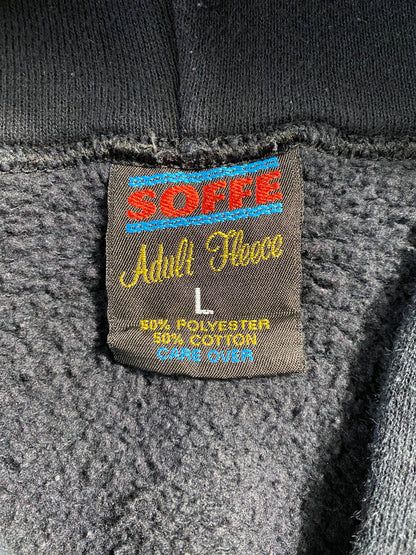 SOFFE
Adult Fleece
L
50% POLYESTER
50% COTTON
CARE OVER